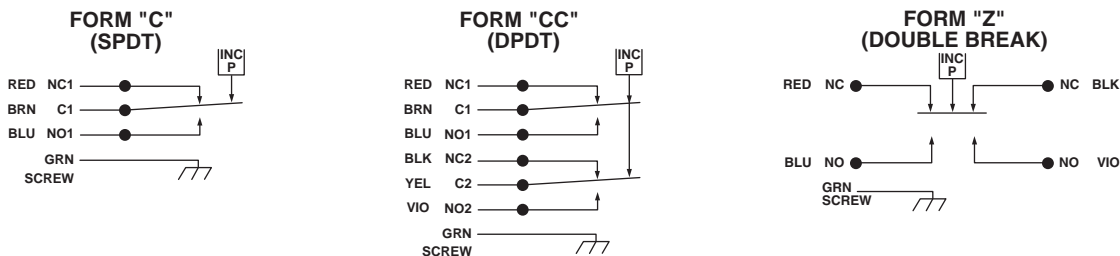 FORM "C"
(SPDT)
INC
P
RED NC1
BRN C1
BLU NO1
GRN
SCREW
FORM "CC"
(DPDT)
INC
P
RED NC1
BRN C1
BLU NO1
BLK NC2
YEL C2
VIO NO2
GRN
SCREW
FORM "Z"
(DOUBLE BREAK)
INC
P
RED NC
NC BLK
BLU NO
NO VIO
GRN
SCREW